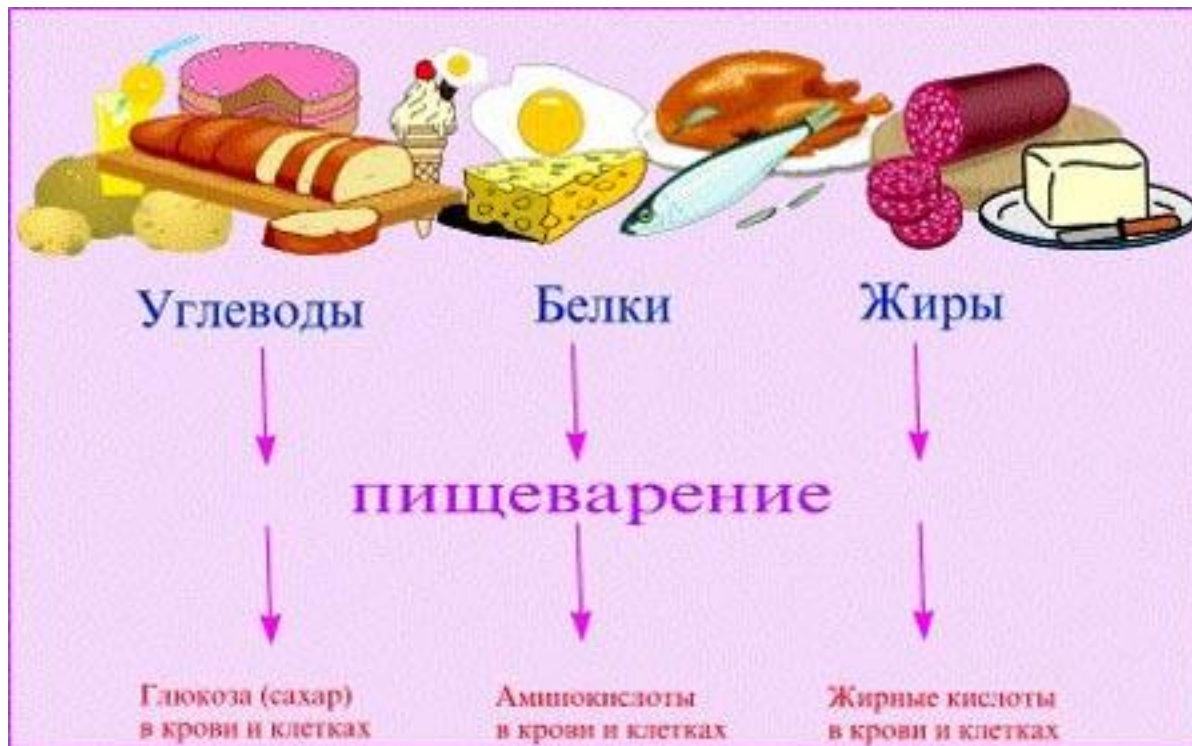 Углеводы
Белки
Жиры
пищеварение
Глюкоза (сахар)
в крови и клетках
Аминокислоты
в крови и клетках
Жирные кислоты
в крови и клетках